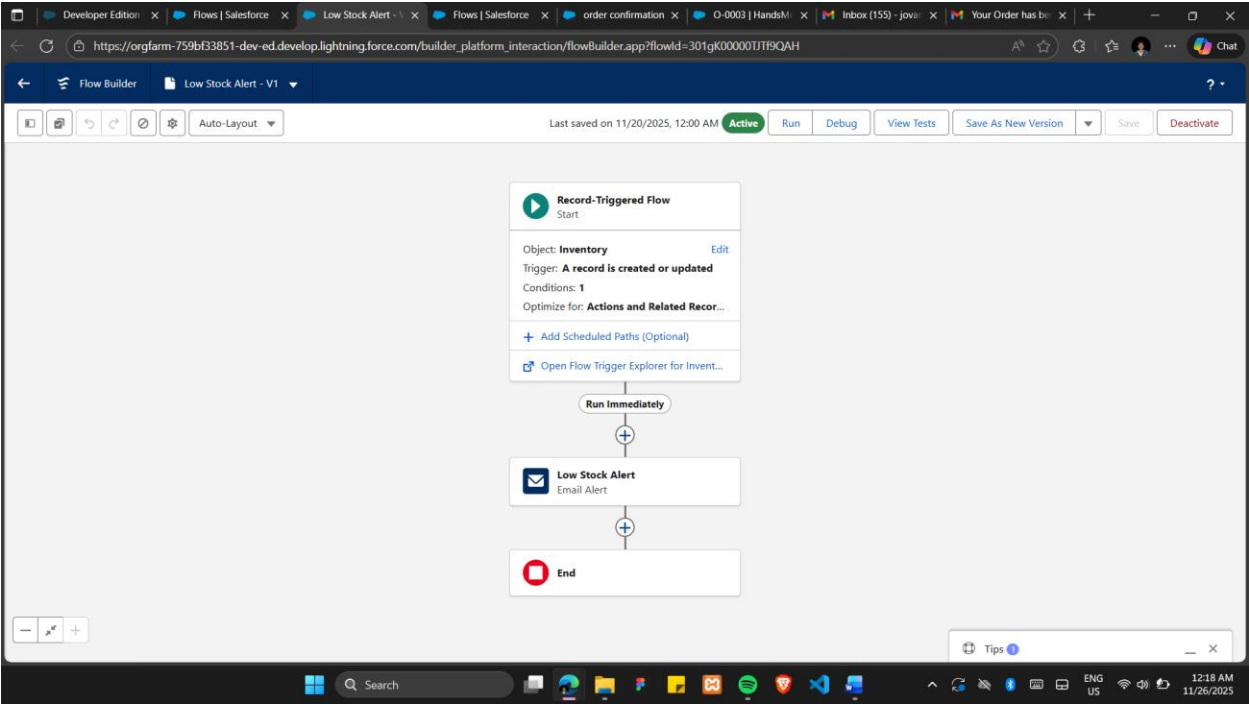 Developer Edition
Flows | Salesforce
Low Stock Alert - V
Flows | Salesforce
order confirmation
O-0003 | HandsM
Inbox (155) - jovar
Your Order has be
https://orgfarm-759bf33851-dev-ed.develop.lightning.force.com/builder_platform_interaction/flowBuilder.app?flowId=301gK00000TJTf9QAH
Chat
Flow Builder
Low Stock Alert - V1
?
Auto-Layout
Last saved on 11/20/2025, 12:00 AM
Active
Run
Debug
View Tests
Save As New Version
Save
Deactivate
Record-Triggered Flow
Start
Object: Inventory Edit
Trigger: A record is created or updated
Conditions: 1
Optimize for: Actions and Related Recor...
Add Scheduled Paths (Optional)
Open Flow Trigger Explorer for Invent...
Run Immediately
Low Stock Alert
Email Alert
End
Tips 1
Search
ENG
US
12:18 AM
11/26/2025